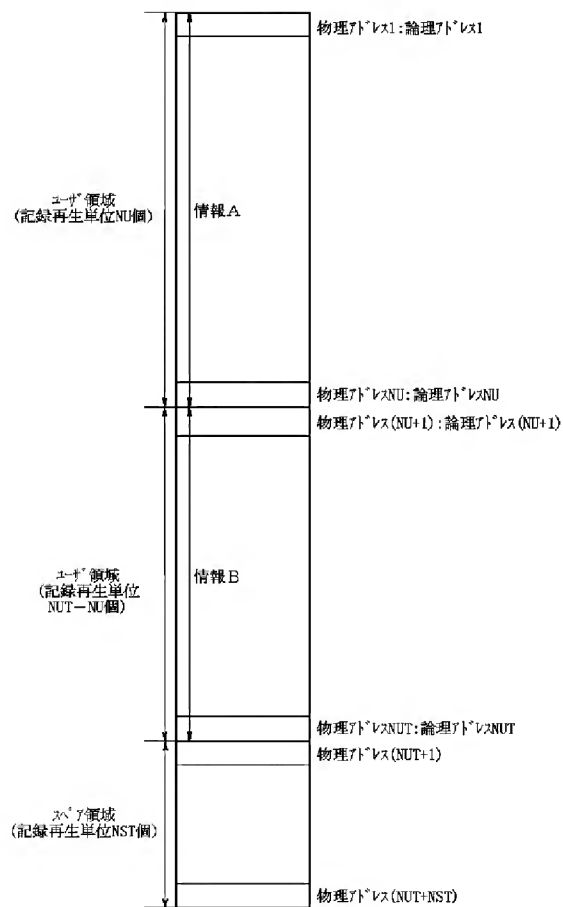 物理アドレス1:論理アドレス1
ユーザ領域
(記録再生単位NU個)
情報A
物理アドレスNU:論理アドレスNU
物理アドレス(NU+1):論理アドレス(NU+1)
ユーザ領域
(記録再生単位
NUT-NU個)
情報B
物理アドレスNUT:論理アドレスNUT
物理アドレス(NUT+1)
スペア領域
(記録再生単位NST個)
物理アドレス(NUT+NST)